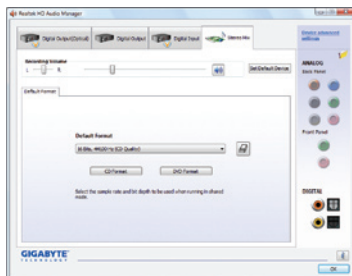 Realtek HD Audio Manager
Digital Output(Optical)
Digital Output
Digital Input
Stereo Mix
Device advanced settings
Recording Volume
L
R
Set Default Device
ANALOG
Back Panel
Default Format
Default Format
16 Bits, 44100 Hz (CD Quality)
CD Format
DVD Format
Select the sample rate and bit depth to be used when running in shared
mode.
Front Panel
DIGITAL
GIGABYTE
TECHNOLOGY
OK